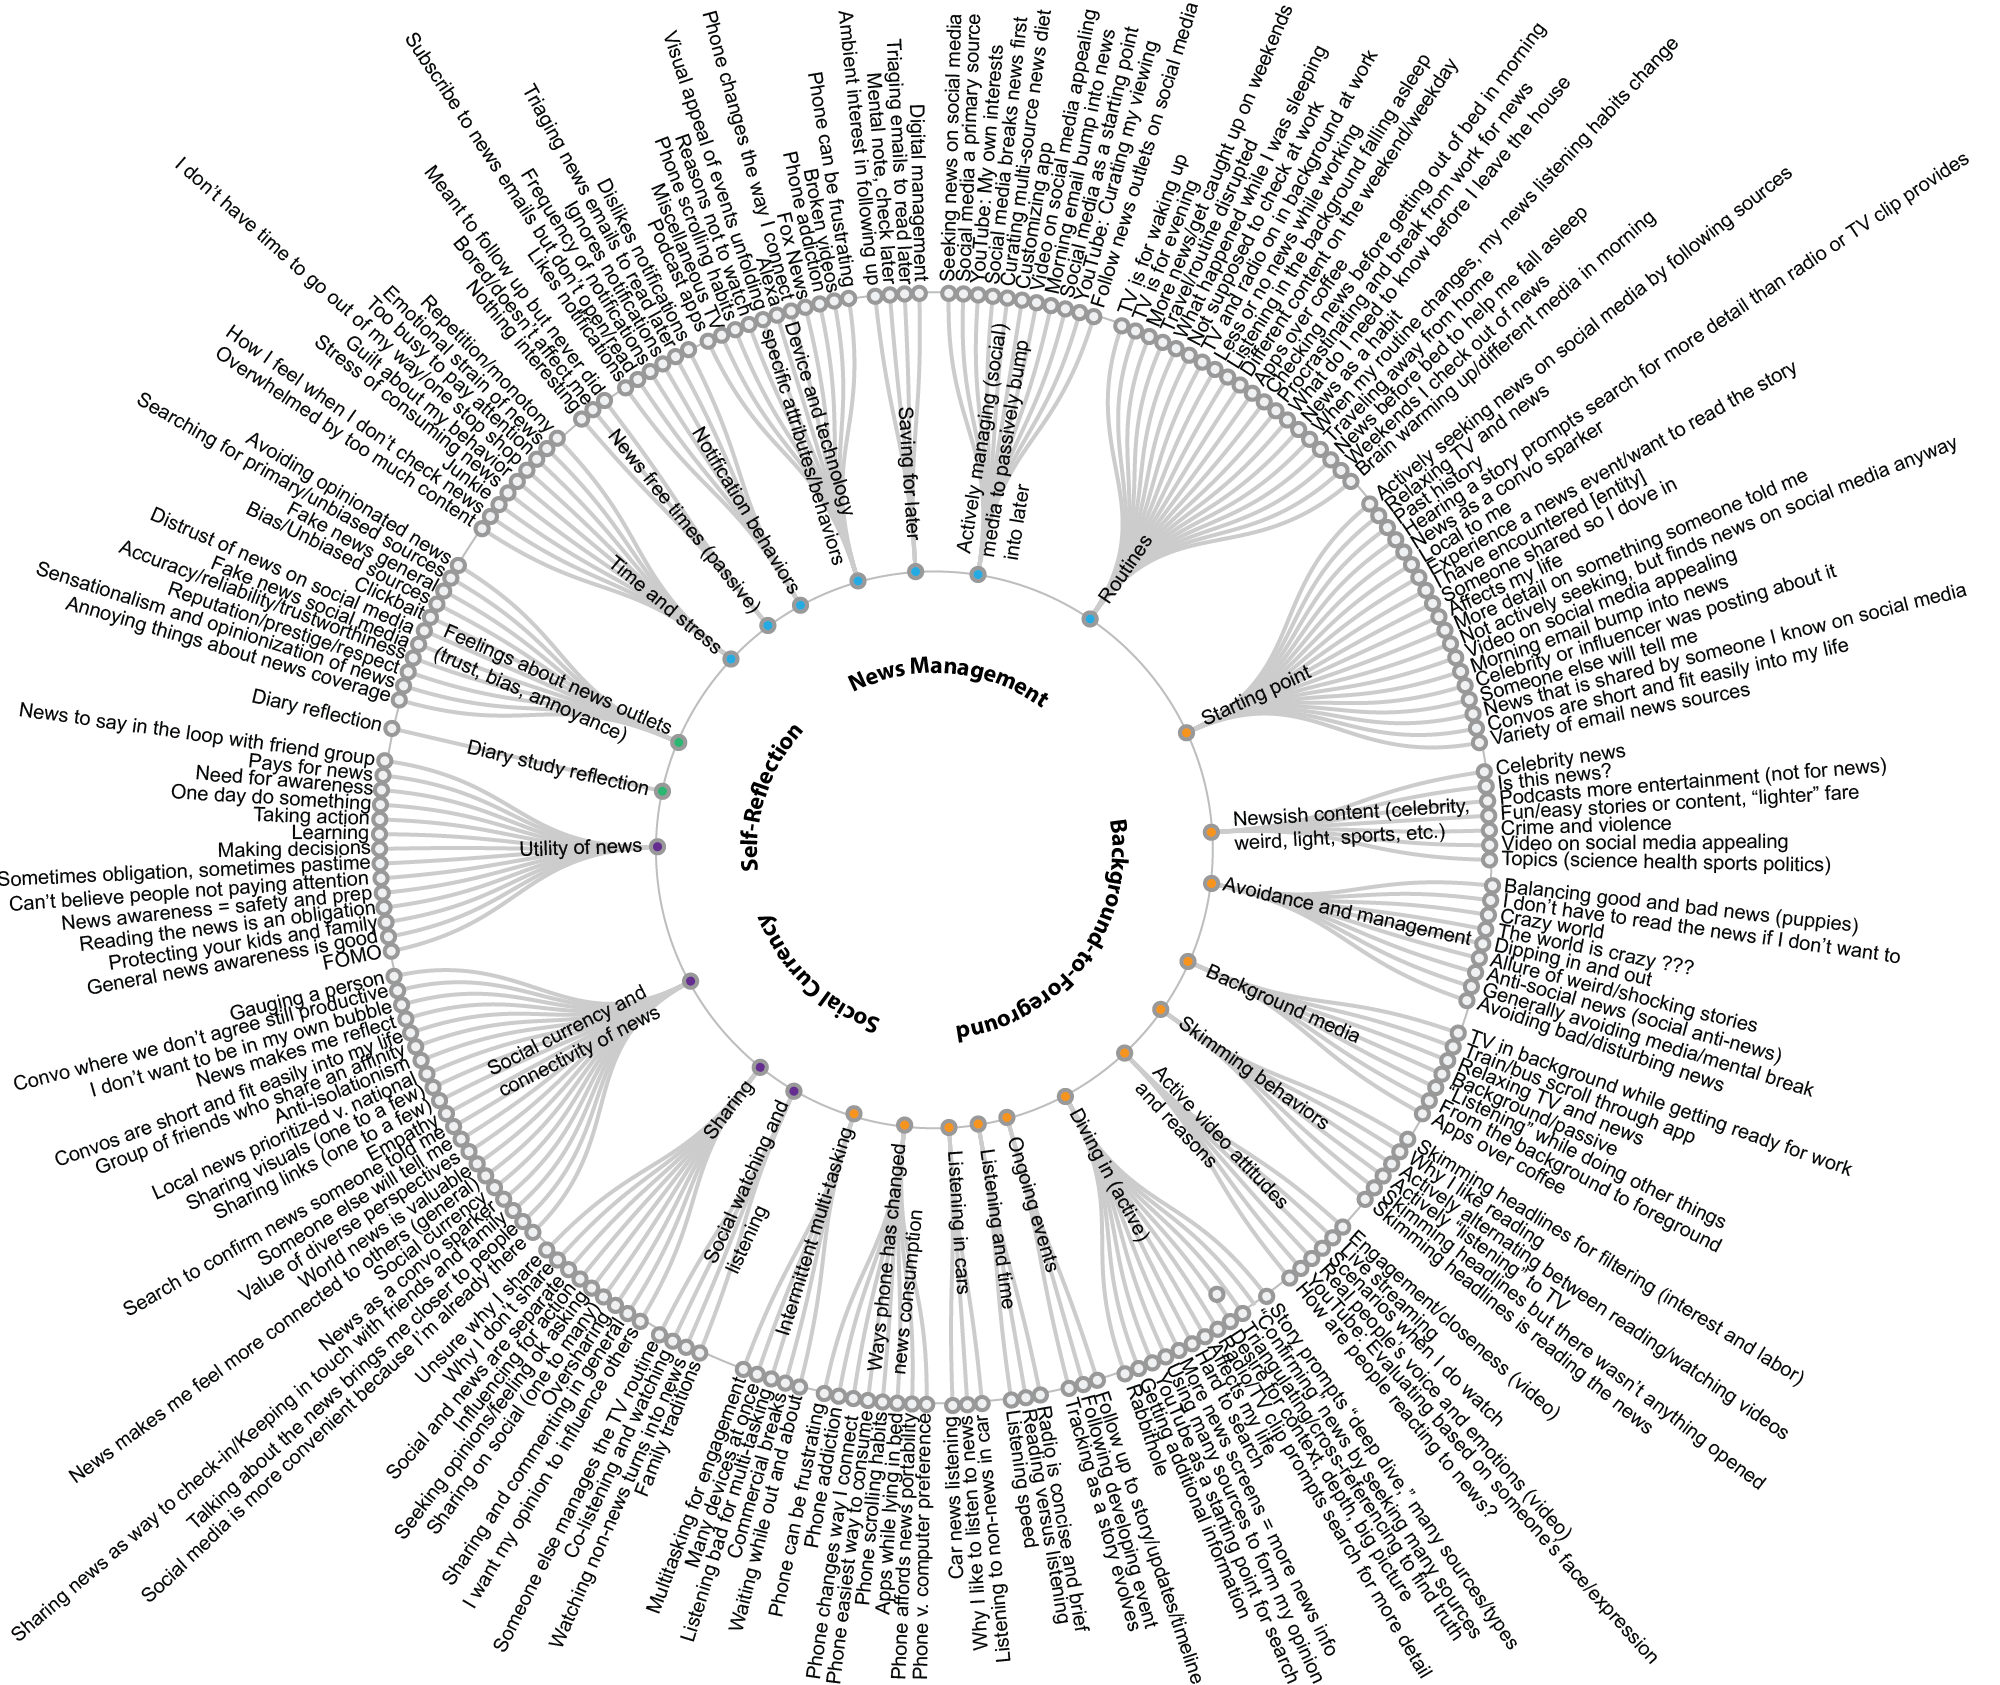 News Management
Background-to-Foreground
Social Currency
Self-Reflection
Saving for later
Ambient interest in following up
Mental note, check later
Triaging emails to read later
Digital management
Actively managing (social)
media to passively bump
into later
Seeking news on social media
Social media a primary source
YouTube: My own interests
Social media breaks news first
Curating multi-source news diet
Customizing app
Video on social media appealing
Morning email bump into news
Social media as a starting point
YouTube: Curating my viewing
Follow news outlets on social media
Routines
TV is for waking up
TV is for evening
More news/get caught up on weekends
Travel/routine disrupted
What happened while I was sleeping
Not supposed to check at work
TV and radio on in background at work
Less or no news while working
Listening in the background falling asleep
Different content on the weekend/weekday
Apps over coffee
Checking news before getting out of bed in morning
Procrastinating and break from work for news
What do I need to know before I leave the house
News as a habit
When my routine changes, my news listening habits change
Traveling away from home
News before bed to help me fall asleep
Weekends I check out of news
Brain warming up/different media in morning
Starting point
Actively seeking news on social media by following sources
Relaxing TV and news
Past history
Hearing a story prompts search for more detail than radio or TV clip provides
News as a convo sparker
Local to me
Experience a news event/want to read the story
I have encountered [entity]
Someone shared so I dove in
Affects my life
More detail on something someone told me
Not actively seeking, but finds news on social media anyway
Video on social media appealing
Morning email bump into news
Celebrity or influencer was posting about it
Someone else will tell me
News that is shared by someone I know on social media
Convos are short and fit easily into my life
Variety of email news sources
Newsish content (celebrity,
weird, light, sports, etc.)
Celebrity news
Is this news?
Podcasts more entertainment (not for news)
Fun/easy stories or content, “lighter” fare
Crime and violence
Video on social media appealing
Topics (science health sports politics)
Avoidance and management
Balancing good and bad news (puppies)
I don’t have to read the news if I don’t want to
Crazy world
The world is crazy ???
Dipping in and out
Allure of weird/shocking stories
Anti-social news (social anti-news)
Generally avoiding media/mental break
Avoiding bad/disturbing news
Background media
TV in background while getting ready for work
Train/bus scroll through app
Relaxing TV and news
Background/passive
“Listening” while doing other things
From the background to foreground
Apps over coffee
Skimming behaviors
Skimming headlines for filtering (interest and labor)
Why I like reading
Actively alternating between reading/watching videos
Actively “listening” to TV
Skimming headlines but there wasn’t anything opened
Skimming headlines is reading the news
Active video attitudes
and reasons
Engagement/closeness (video)
Live streaming
Scenarios when I do watch
Real people’s voice and emotions (video)
YouTube: Evaluating based on someone’s face/expression
How are people reacting to news?
Diving in (active)
Story prompts “deep dive,” many sources/types
“Confirming” news by seeking many sources
Triangulating/cross-referencing to find truth
Desire for context, depth, big picture
Radio/TV clip prompts search for more detail
Affects my life
Hard to search
More news screens = more news info
Using many sources to form my opinion
YouTube as a starting point for search
Getting additional information
Rabbithole
Ongoing events
Follow up to story/updates/timeline
Following developing event
Tracking as a story evolves
Listening and time
Radio is concise and brief
Reading versus listening
Listening speed
Listening in cars
Listening to non-news in car
Why I like to listen to news
Car news listening
Ways phone has changed
news consumption
Phone v. computer preference
Phone affords news portability
Apps while lying in bed
Phone scrolling habits
Phone easiest way to consume
Phone changes way I connect
Phone addiction
Phone can be frustrating
Intermittent multi-tasking
Waiting while out and about
Commercial breaks
Listening bad for multi-tasking
Many devices at once
Multitasking for engagement
Social watching and
listening
Family traditions
Watching non-news turns into news
Co-listening and watching
Someone else manages the TV routine
Sharing
I want my opinion to influence others
Sharing and commenting in general
Oversharing
Sharing on social (one to many)
Seeking opinions/feeling ok asking
Influencing for action
Social and news are separate
Why I don’t share
Unsure why I share
Social currency and
connectivity of news
Social media is more convenient because I’m already there
Talking about the news brings me closer to people
Sharing news as way to check-in/Keeping in touch with friends and family
News as a convo sparker
Social currency
News makes me feel more connected to others (general)
World news is valuable
Value of diverse perspectives
Someone else will tell me
Search to confirm news someone told me
Empathy
Sharing links (one to a few)
Sharing visuals (one to a few)
Local news prioritized v. national
Anti-isolationism
Group of friends who share an affinity
Convos are short and fit easily into my life
News makes me reflect
I don’t want to be in my own bubble
Convo where we don’t agree still productive
Gauging a person
Utility of news
FOMO
General news awareness is good
Protecting your kids and family
Reading the news is an obligation
News awareness = safety and prep
Can’t believe people not paying attention
Sometimes obligation, sometimes pastime
Making decisions
Learning
Taking action
One day do something
Need for awareness
Pays for news
News to say in the loop with friend group
Diary study reflection
Diary reflection
Feelings about news outlets
(trust, bias, annoyance)
Annoying things about news coverage
Sensationalism and opinionization of news
Reputation/prestige/respect
Accuracy/reliability/trustworthiness
Fake news social media
Distrust of news on social media
Clickbait
Bias/Unbiased sources
Fake news general
Searching for primary/unbiased sources
Avoiding opinionated news
Time and stress
Overwhelmed by too much content
How I feel when I don’t check news
Junkie
Stress of consuming news
Guilt about my behavior
I don’t have time to go out of my way/one stop shop
Too busy to pay attention
Emotional strain of news
Repetition/monotony
News free times (passive)
Nothing interesting
Bored/doesn’t affect me
Meant to follow up but never did
Notification behaviors
Likes notifications
Subscribe to news emails but don’t open/read
Frequency of notifications
Ignores notifications
Triaging news emails to read later
Dislikes notifications
Device and technology
specific attributes/behaviors
Podcast apps
Miscellaneous TV
Phone scrolling habits
Reasons not to watch
Visual appeal of events unfolding
Alexa
Phone changes the way I connect
Fox News
Phone addiction
Broken videos
Phone can be frustrating